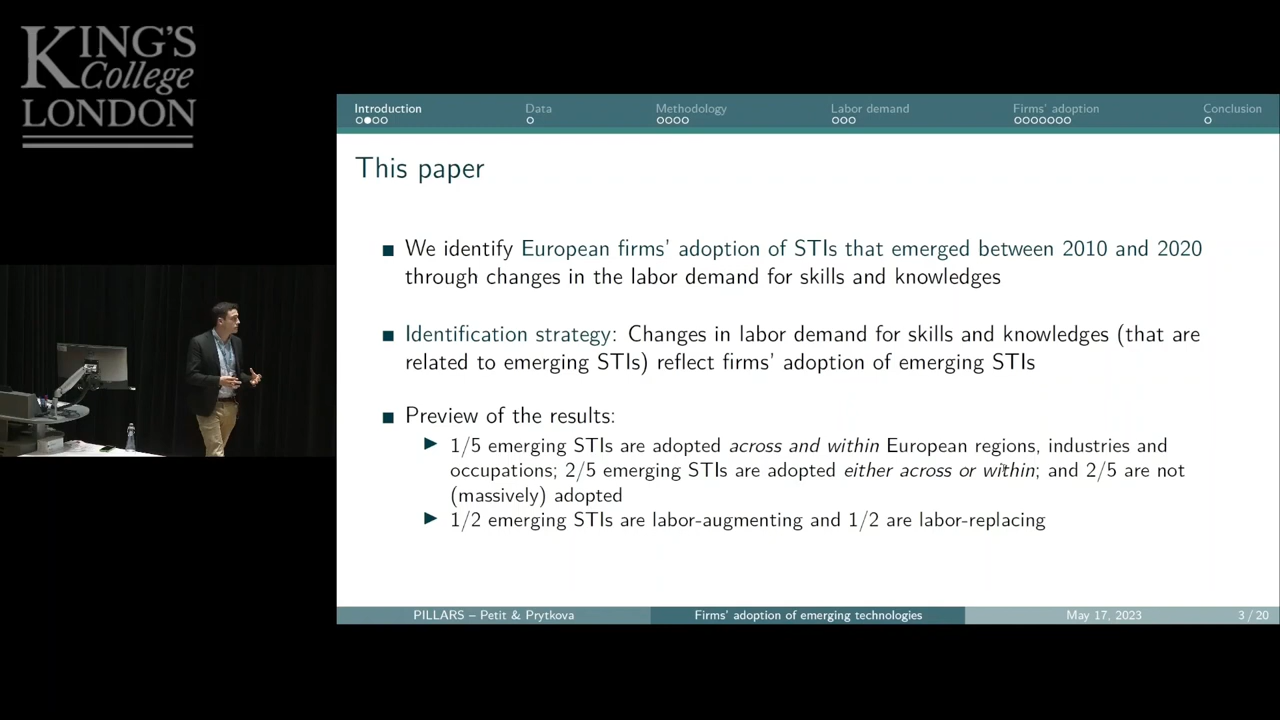 KING'S
College
LONDON
Introduction Data Methodology Labor demand Firms' adoption Conclusion
This paper
We identify European firms' adoption of STIs that emerged between 2010 and 2020
through changes in the labor demand for skills and knowledges
Identification strategy: Changes in labor demand for skills and knowledges (that are
related to emerging STIs) reflect firms' adoption of emerging STIs
Preview of the results:
1/5 emerging STIs are adopted across and within European regions, industries and
occupations; 2/5 emerging STIs are adopted either across or within; and 2/5 are not
(massively) adopted
1/2 emerging STIs are labor-augmenting and 1/2 are labor-replacing
PILLARS – Petit & Prytkova Firms' adoption of emerging technologies May 17, 2023 3 / 20